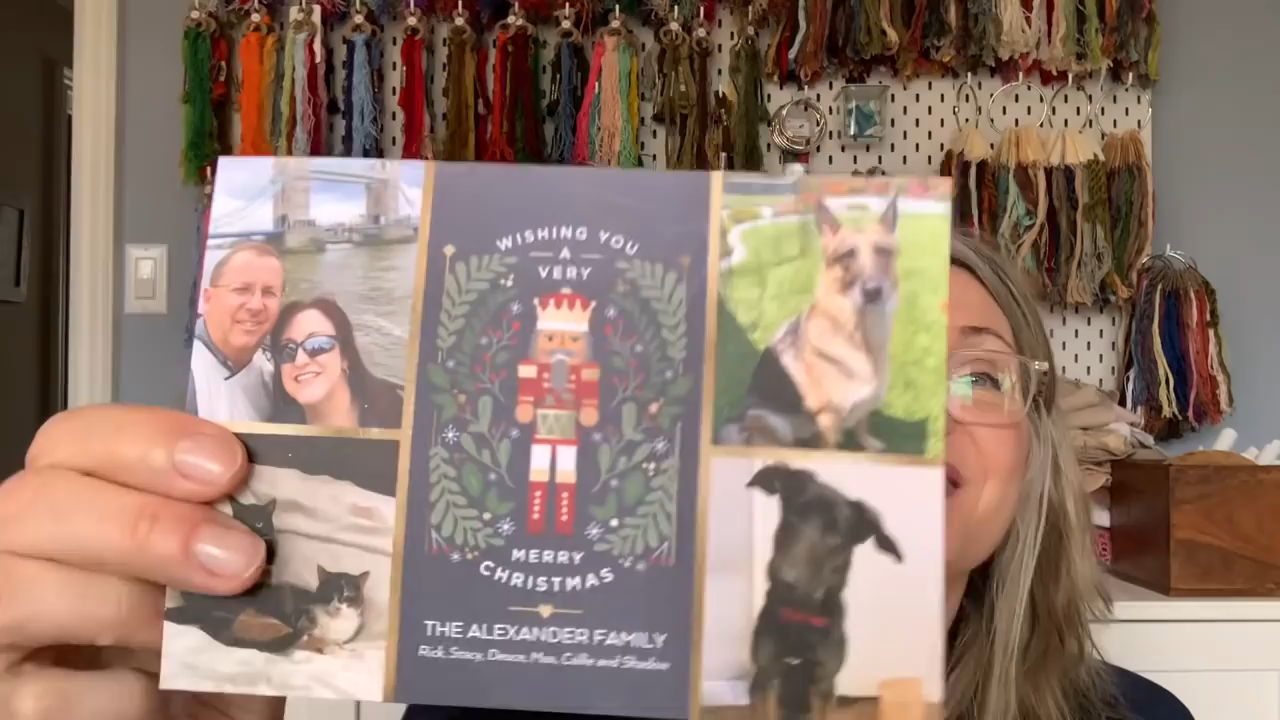 WISHING YOU
A
VERY
MERRY
CHRISTMAS
THE ALEXANDER FAMILY
Rick, Stacy, Deuce, Max, Callie and Shadow